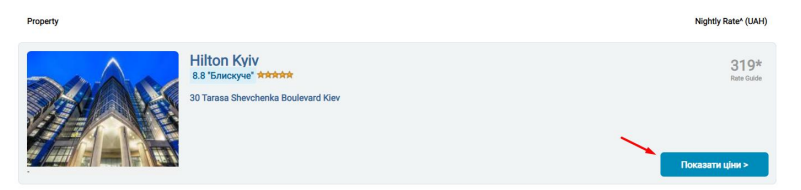 Property
Nightly Rate^ (UAH)
Hilton Kyiv
8.8 "Блискуче"
30 Tarasa Shevchenka Boulevard Kiev
319*
Rate Guide
Показати ціни >